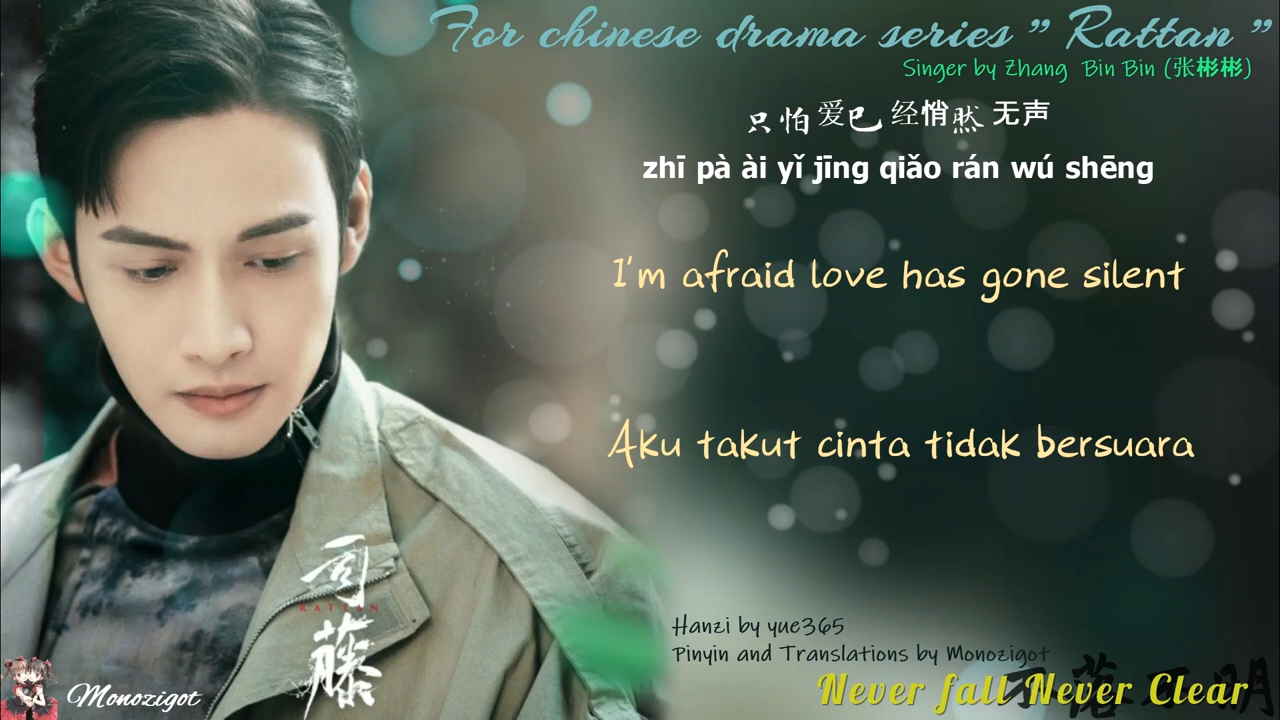 For chinese drama series " Rattan "
Singer by Zhang Bin Bin (张彬彬)
只怕爱已经悄然无声
zhī pà ài yǐ jīng qiǎo rán wú shēng
I'm afraid love has gone silent
Aku takut cinta tidak bersuara
司藤
RATTAN
Hanzi by yue365
Pinyin and Translations by Monozigot
Never fall Never Clear
Monozigot